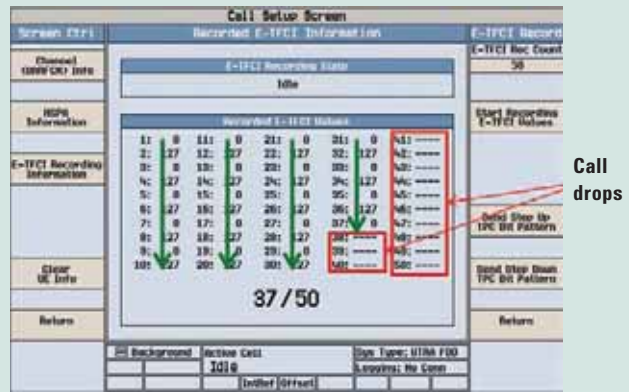 Call Setup Screen
Screen Ctrl
Recorded E-TFCI Information
E-TFCI Record
Channel
(UARFCN) Info
HSPA
Information
E-TFCI Recording
Information
Clear
UE Info
Return
E-TFCI Recording State
Idle
Recorded E-TFCI Values
1: 0 11: 0 21: 0 31: 0 41: ----
2: 127 12: 127 22: 127 32: 127 42: ----
3: 0 13: 0 23: 0 33: 0 43: ----
4: 127 14: 127 24: 127 34: 127 44: ----
5: 0 15: 0 25: 0 35: 0 45: ----
6: 127 16: 127 26: 127 36: 127 46: ----
7: 0 17: 0 27: 0 37: 0 47: ----
8: 127 18: 127 28: 127 38: ---- 48: ----
9: 0 19: 0 29: 0 39: ---- 49: ----
10: 127 20: 127 30: 127 40: ---- 50: ----
37/50
E-TFCI Rec Count
50
Start Recording
E-TFCI Values
Send Step Up
TPC Bit Pattern
Send Step Down
TPC Bit Pattern
Return
Call
drops
Background
Active Cell
Idle
Sys Type: UTRA FDD
Logging: No Conn
IntRef
Offset